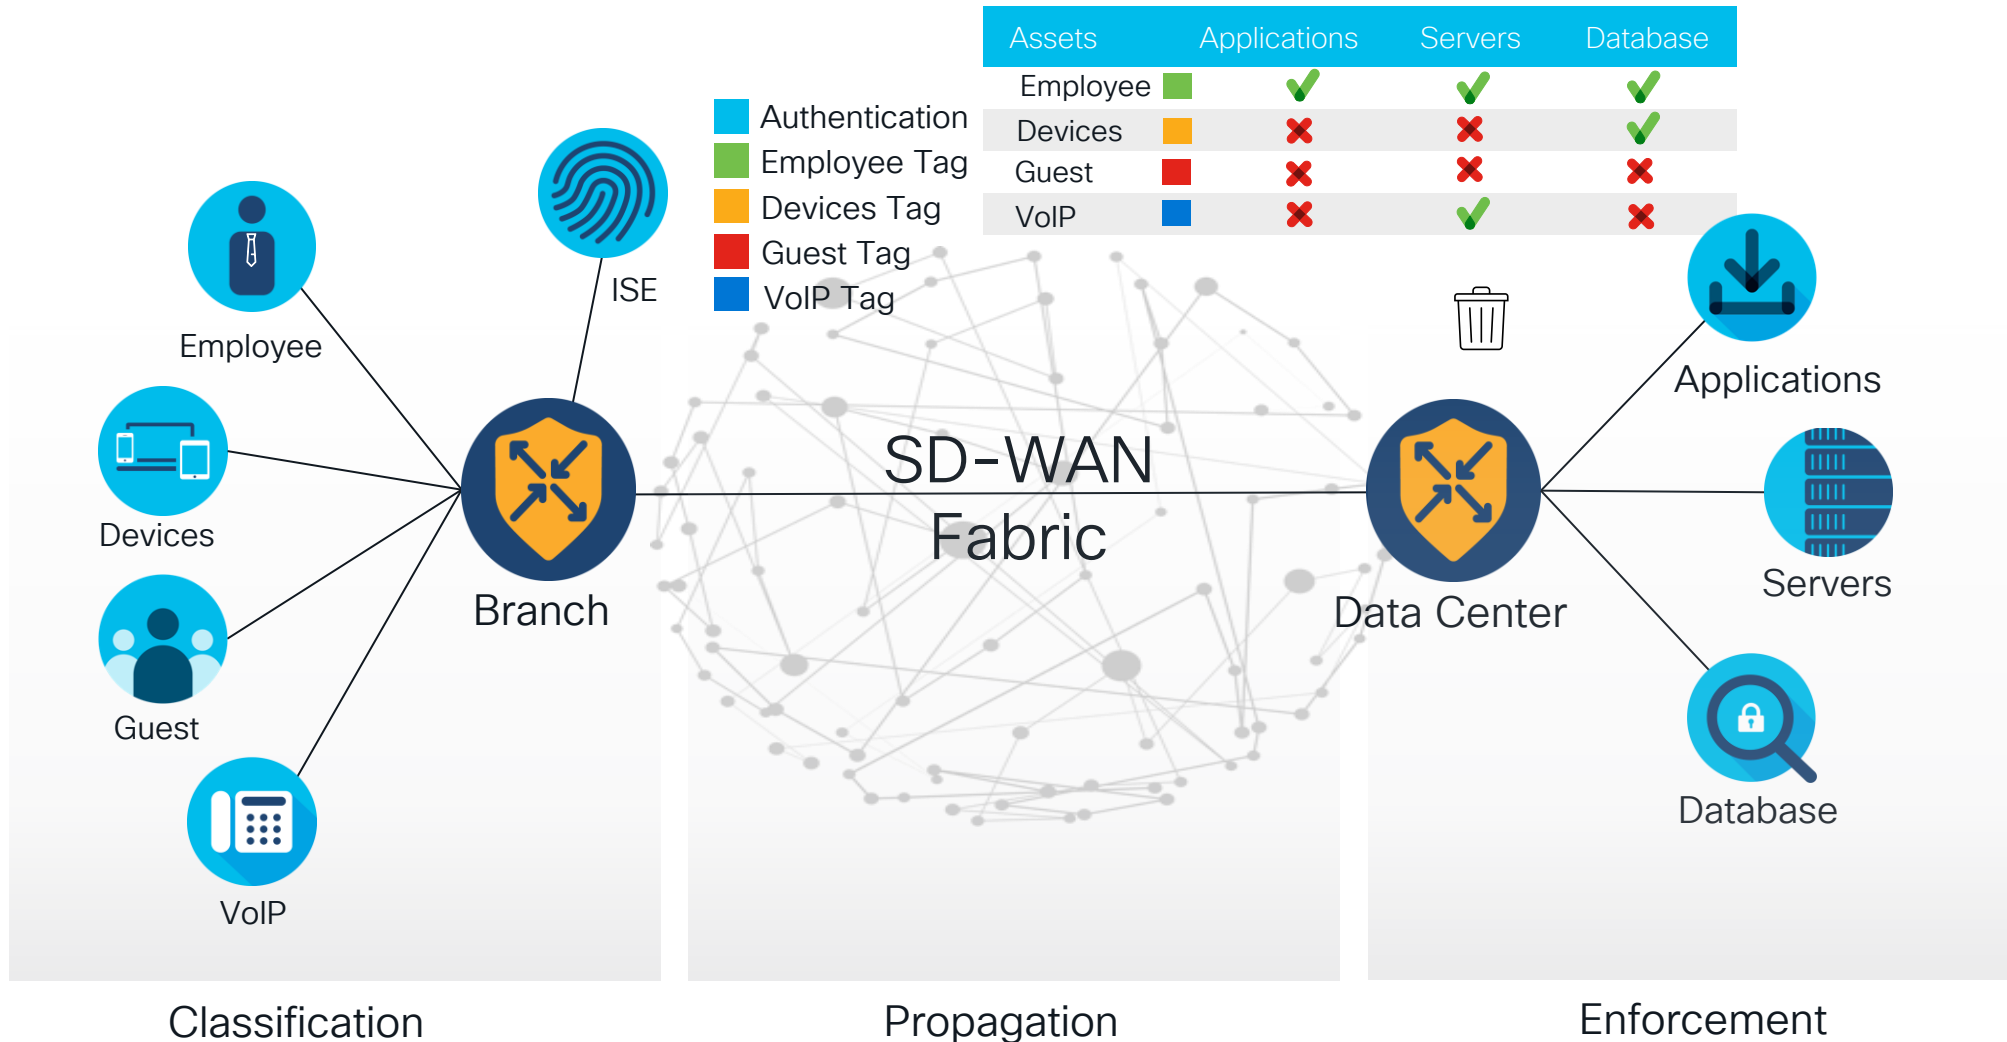 Assets Applications Servers Database
Employee
Devices
Guest
VoIP
Authentication
Employee Tag
Devices Tag
Guest Tag
VoIP Tag
ISE
Employee
Devices
Guest
VoIP
Branch
SD-WAN
Fabric
Data Center
Applications
Servers
Database
Classification
Propagation
Enforcement